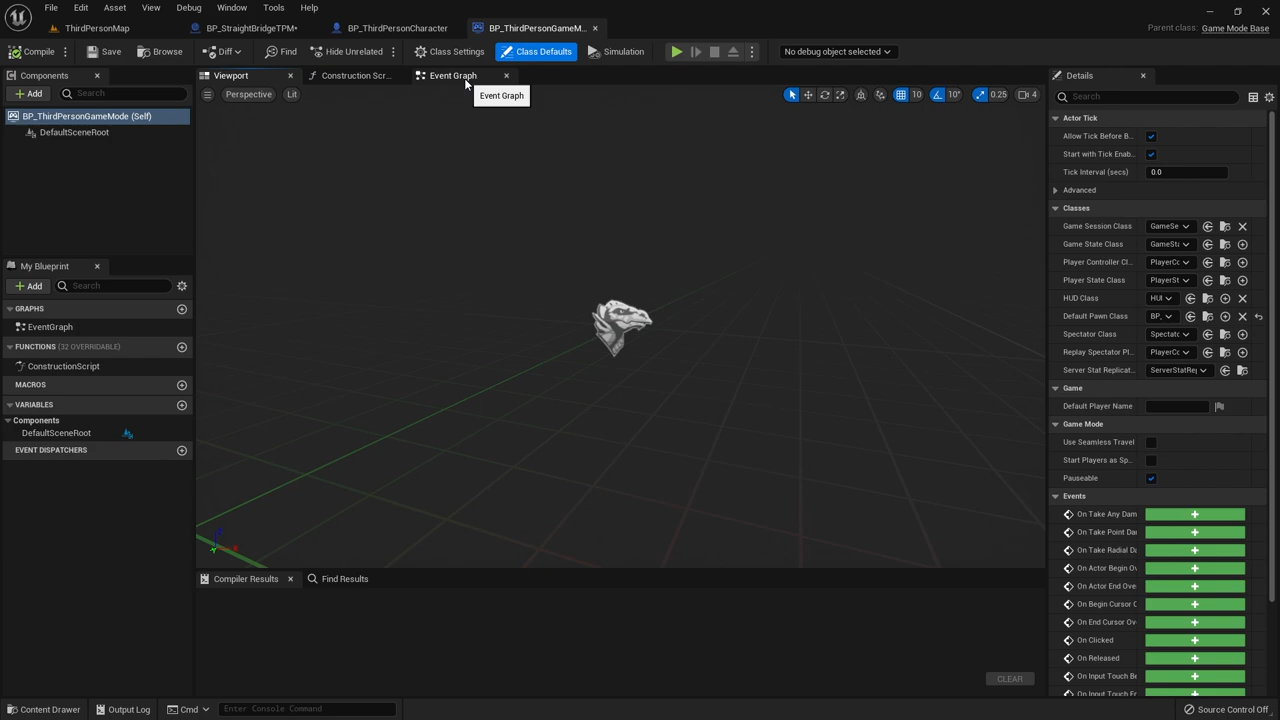 File Edit Asset View Debug Window Tools Help
ThirdPersonMap BP_StraightBridgeTPM* BP_ThirdPersonCharacter BP_ThirdPersonGameM... Parent class: Game Mode Base
Compile Save Browse Diff Find Hide Unrelated Class Settings Class Defaults Simulation No debug object selected
Components Viewport Construction Scr... Event Graph Details
Add Search Perspective Lit Event Graph 10 10° 0.25 4 Search
BP_ThirdPersonGameMode (Self)
DefaultSceneRoot
Actor Tick
Allow Tick Before B...
Start with Tick Enab...
Tick Interval (secs) 0.0
Advanced
Classes
Game Session Class GameSe
Game State Class GameSta
Player Controller Cl... PlayerCo
Player State Class PlayerSt
HUD Class HUI
Default Pawn Class BP_
Spectator Class Spectato
Replay Spectator Pl... PlayerCo
Server Stat Replicat... ServerStatRep
Game
Default Player Name
Game Mode
Use Seamless Travel
Start Players as Sp...
Pauseable
Events
On Take Any Dam
On Take Point Dar
On Take Radial Da
On Actor Begin Ov
On Actor End Over
On Begin Cursor O
On End Cursor Ov
On Clicked
On Released
On Input Touch Be
On Input Touch En
My Blueprint
Add Search
GRAPHS
EventGraph
FUNCTIONS (32 OVERRIDABLE)
ConstructionScript
MACROS
VARIABLES
Components
DefaultSceneRoot
EVENT DISPATCHERS
Compiler Results Find Results
CLEAR
Content Drawer Output Log Cmd Enter Console Command Source Control Off